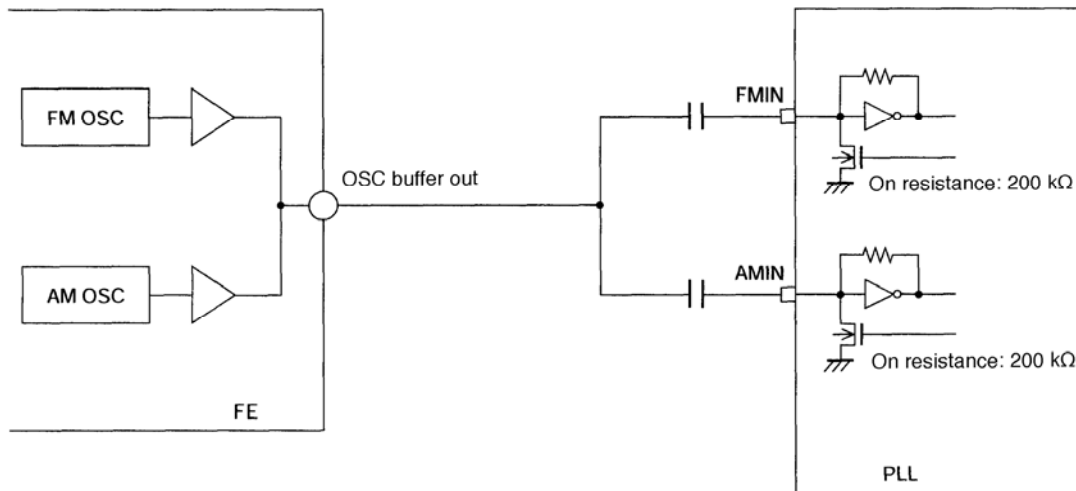 FM OSC
AM OSC
FE
OSC buffer out
FMIN
On resistance: 200 kΩ
AMIN
On resistance: 200 kΩ
PLL